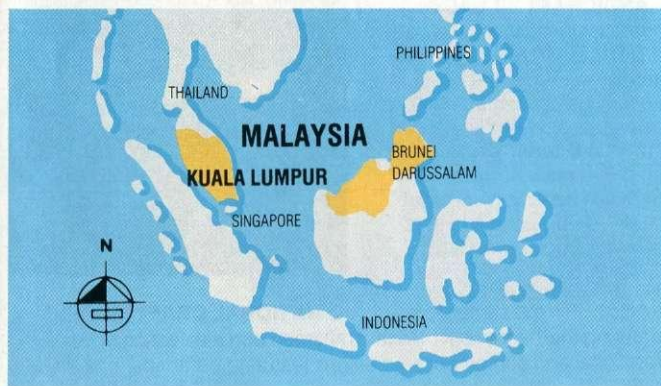 PHILIPPINES
THAILAND
MALAYSIA
BRUNEI
DARUSSALAM
KUALA LUMPUR
SINGAPORE
N
INDONESIA